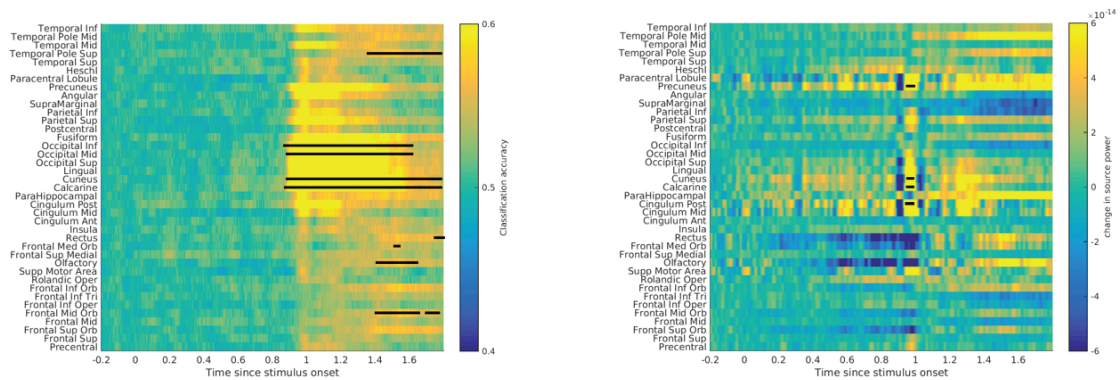 Temporal Inf
Temporal Pole Mid
Temporal Mid
Temporal Pole Sup
Temporal Sup
Heschl
Paracentral Lobule
Precuneus
Angular
SupraMarginal
Parietal Inf
Parietal Sup
Postcentral
Fusiform
Occipital Inf
Occipital Mid
Occipital Sup
Lingual
Cuneus
Calcarine
ParaHippocampal
Cingulum Post
Cingulum Mid
Cingulum Ant
Insula
Rectus
Frontal Med Orb
Frontal Sup Medial
Olfactory
Supp Motor Area
Rolandic Oper
Frontal Inf Orb
Frontal Inf Tri
Frontal Inf Oper
Frontal Mid Orb
Frontal Mid
Frontal Sup Orb
Frontal Sup
Precentral
-0.2 0 0.2 0.4 0.6 0.8 1 1.2 1.4 1.6
Time since stimulus onset
0.6
0.5
0.4
Classification accuracy
Temporal Inf
Temporal Pole Mid
Temporal Mid
Temporal Pole Sup
Temporal Sup
Heschl
Paracentral Lobule
Precuneus
Angular
SupraMarginal
Parietal Inf
Parietal Sup
Postcentral
Fusiform
Occipital Inf
Occipital Mid
Occipital Sup
Lingual
Cuneus
Calcarine
ParaHippocampal
Cingulum Post
Cingulum Mid
Cingulum Ant
Insula
Rectus
Frontal Med Orb
Frontal Sup Medial
Olfactory
Supp Motor Area
Rolandic Oper
Frontal Inf Orb
Frontal Inf Tri
Frontal Inf Oper
Frontal Mid Orb
Frontal Mid
Frontal Sup Orb
Frontal Sup
Precentral
-0.2 0 0.2 0.4 0.6 0.8 1 1.2 1.4 1.6
Time since stimulus onset
×10⁻¹⁴
6
4
2
0
-2
-4
-6
change in source power